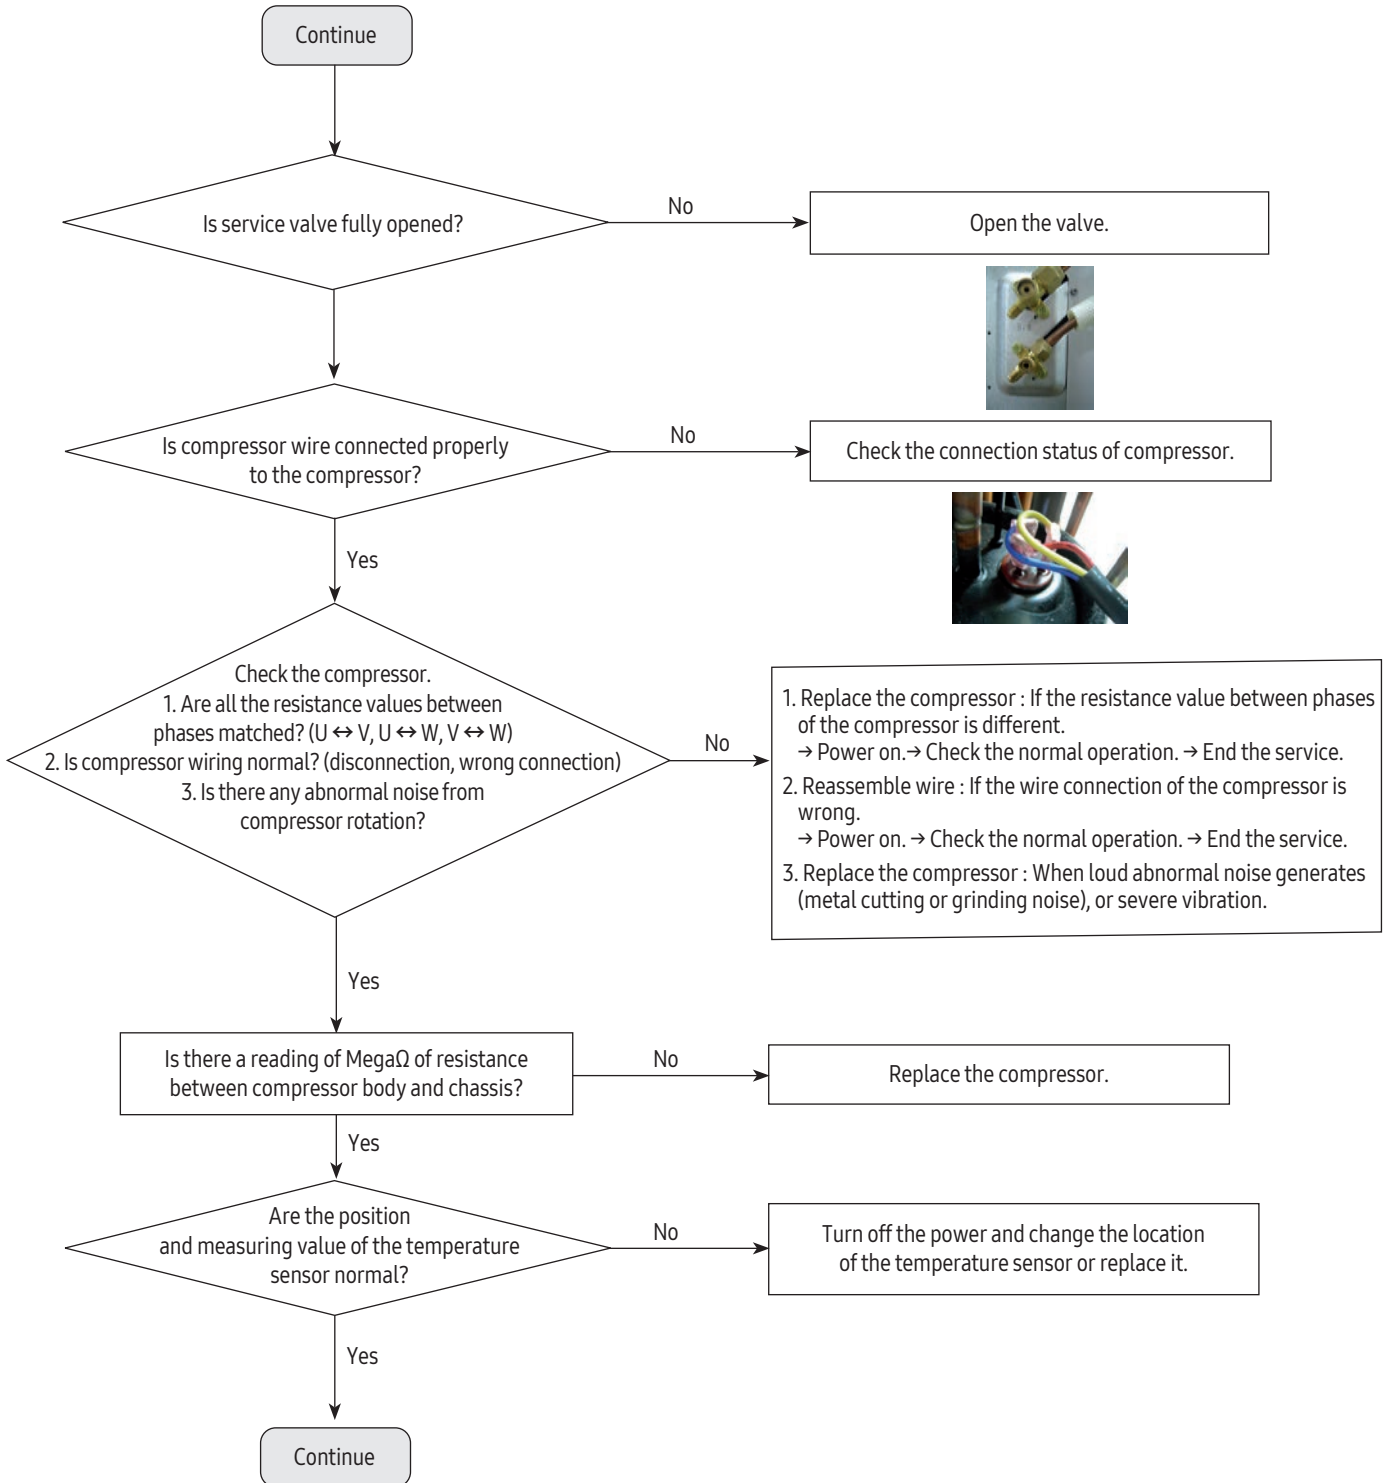 Continue
Is service valve fully opened?
No
Open the valve.
Is compressor wire connected properly
to the compressor?
No
Check the connection status of compressor.
Yes
Check the compressor.
1. Are all the resistance values between
phases matched? (U ↔ V, U ↔ W, V ↔ W)
2. Is compressor wiring normal? (disconnection, wrong connection)
3. Is there any abnormal noise from
compressor rotation?
No
1. Replace the compressor : If the resistance value between phases
of the compressor is different.
→ Power on.→ Check the normal operation. → End the service.
2. Reassemble wire : If the wire connection of the compressor is
wrong.
→ Power on. → Check the normal operation. → End the service.
3. Replace the compressor : When loud abnormal noise generates
(metal cutting or grinding noise), or severe vibration.
Yes
Is there a reading of MegaΩ of resistance
between compressor body and chassis?
No
Replace the compressor.
Yes
Are the position
and measuring value of the temperature
sensor normal?
No
Turn off the power and change the location
of the temperature sensor or replace it.
Yes
Continue